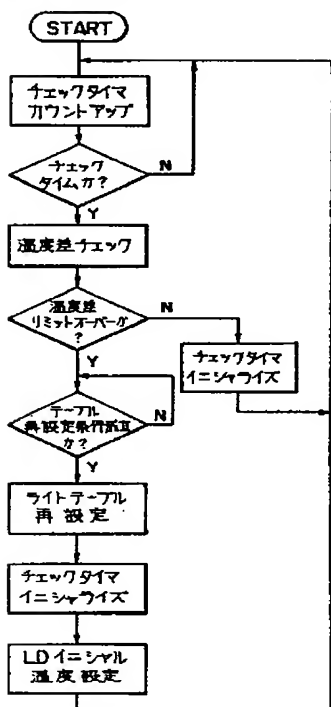 START
チェックタイマ
カウントアップ
チェック
タイムか?
N
Y
温度差チェック
温度差
リミットオーバーか
?
N
Y
チェックタイマ
イニシャライズ
テーブル
再設定条件成立
か?
N
Y
ライトテーブル
再設定
チェックタイマ
イニシャライズ
LDイニシャル
温度設定